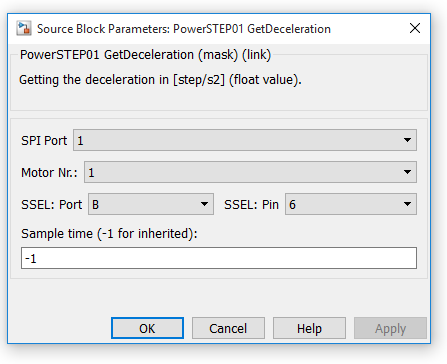 Source Block Parameters: PowerSTEP01 GetDeceleration
PowerSTEP01 GetDeceleration (mask) (link)
Getting the deceleration in [step/s2] (float value).
SPI Port 1
Motor Nr.: 1
SSEL: Port B SSEL: Pin 6
Sample time (-1 for inherited):
-1
OK Cancel Help Apply